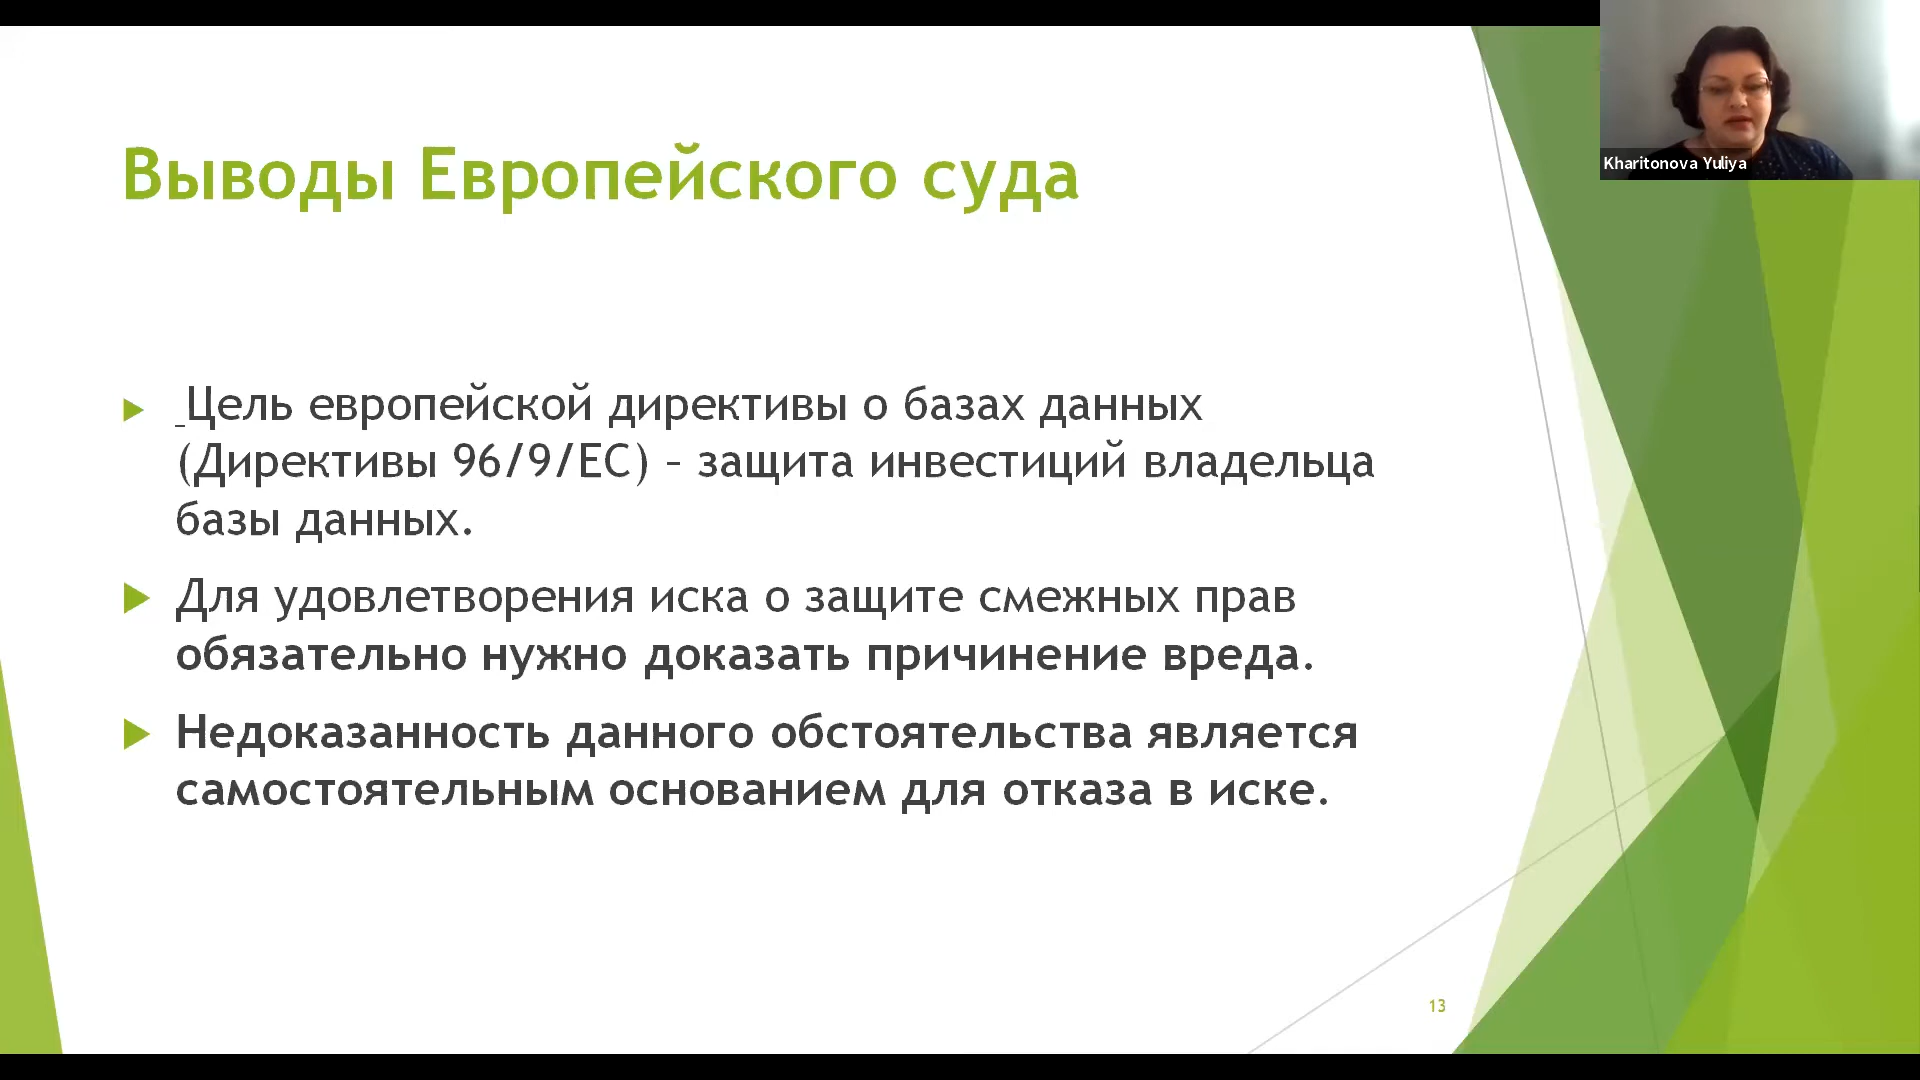 Kharitonova Yuliya
Выводы Европейского суда
Цель европейской директивы о базах данных
(Директивы 96/9/ЕС) – защита инвестиций владельца
базы данных.
Для удовлетворения иска о защите смежных прав
обязательно нужно доказать причинение вреда.
Недоказанность данного обстоятельства является
самостоятельным основанием для отказа в иске.
13